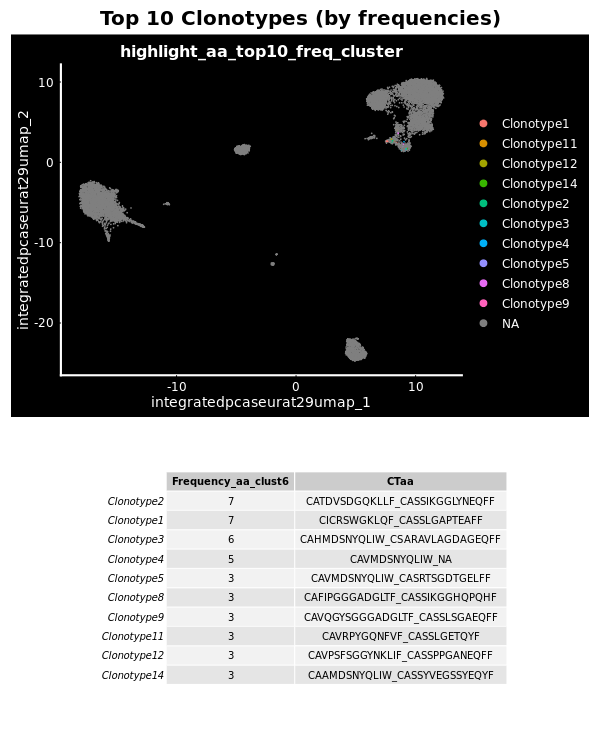 Top 10 Clonotypes (by frequencies)
highlight_aa_top10_freq_cluster
integratedpcaseurat29umap_2
10
0
-10
-20
-10 0 10
integratedpcaseurat29umap_1
Clonotype1
Clonotype11
Clonotype12
Clonotype14
Clonotype2
Clonotype3
Clonotype4
Clonotype5
Clonotype8
Clonotype9
NA
Frequency_aa_clust6 CTaa
Clonotype2 7 CATDVSDGQKLLF_CASSIKGGLYNEQFF
Clonotype1 7 CICRSWGKLQF_CASSLGAPTEAFF
Clonotype3 6 CAHMDSNYQLIW_CSARAVLAGDAGEQFF
Clonotype4 5 CAVMDSNYQLIW_NA
Clonotype5 3 CAVMDSNYQLIW_CASRTSGDTGELFF
Clonotype8 3 CAFIPGGGADGLTF_CASSIKGGHQPQHF
Clonotype9 3 CAVQGYSGGGADGLTF_CASSLSGAEQFF
Clonotype11 3 CAVRPYGQNFVF_CASSLGETQYF
Clonotype12 3 CAVPSFSGGYNKLIF_CASSPPGANEQFF
Clonotype14 3 CAAMDSNYQLIW_CASSYVEGSSYEQYF